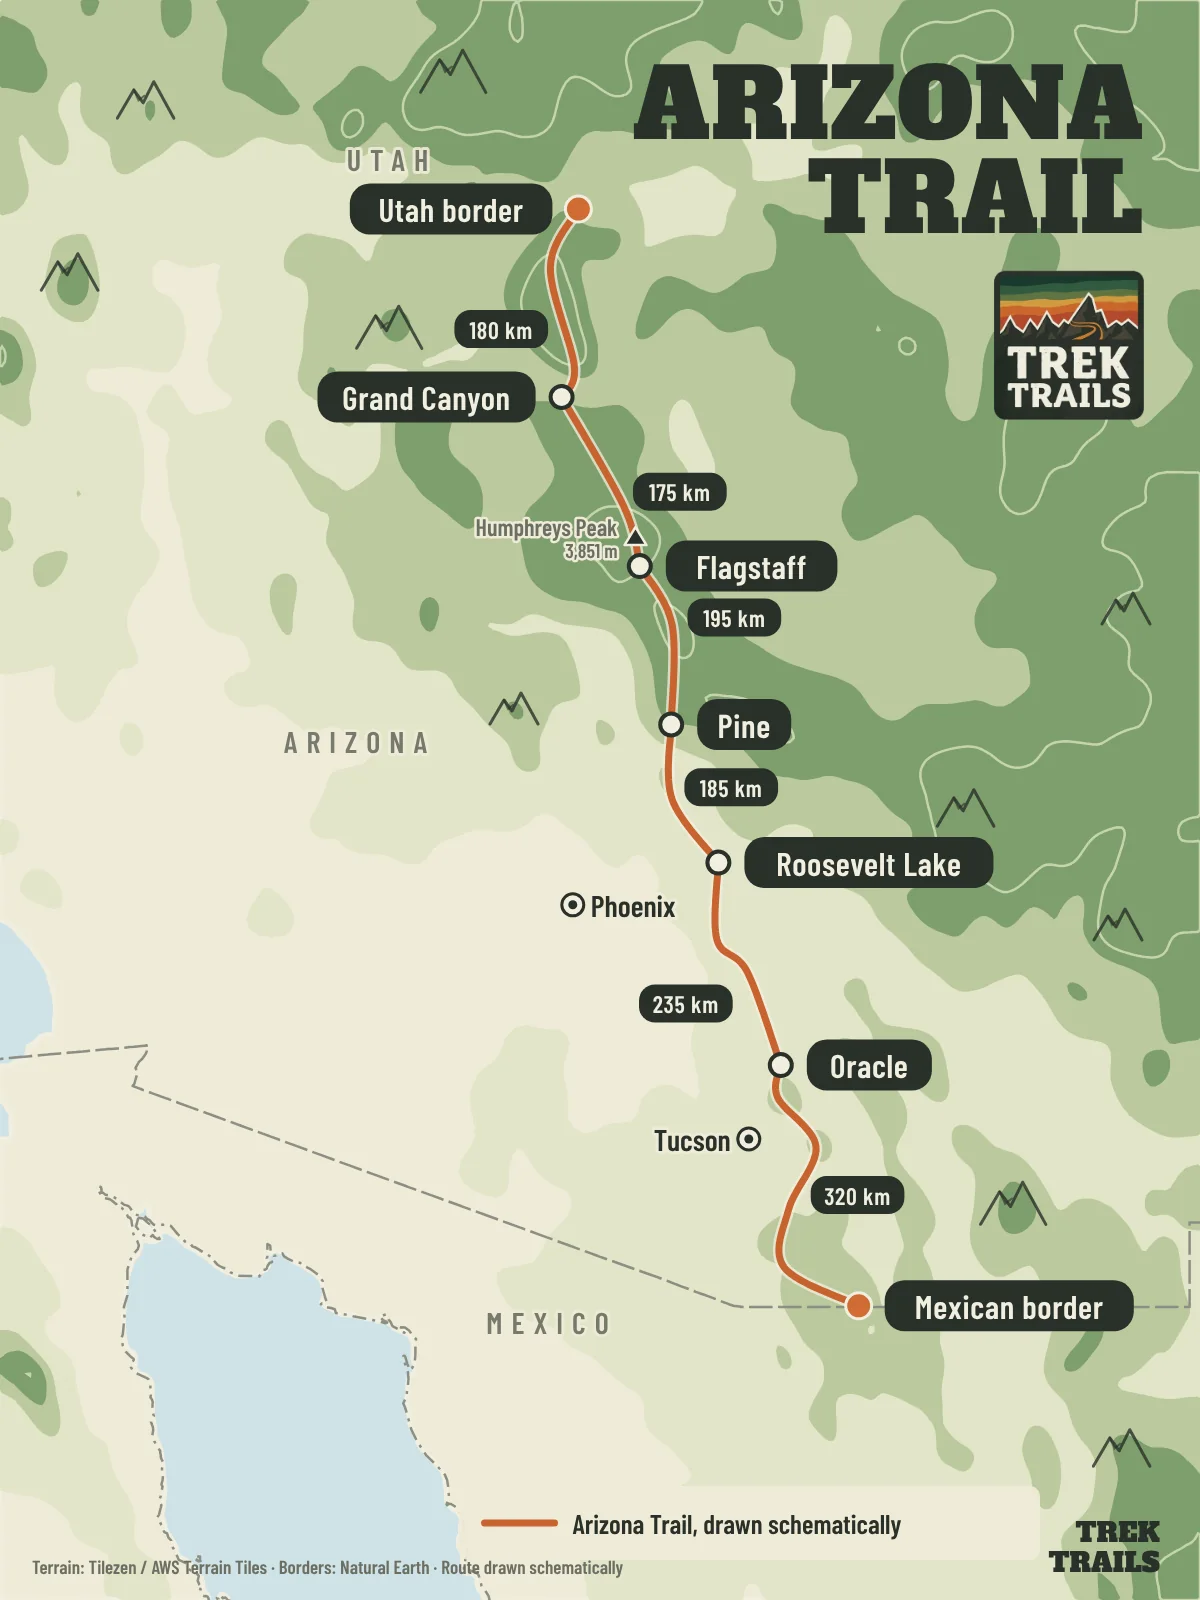 ARIZONA
TRAIL
UTAH
Utah border
TREK
TRAILS
180 km
Grand Canyon
175 km
Humphreys Peak
3,851 m
Flagstaff
195 km
Pine
ARIZONA
185 km
Roosevelt Lake
Phoenix
235 km
Oracle
Tucson
320 km
Mexican border
MEXICO
Arizona Trail, drawn schematically
TREK
TRAILS
Terrain: Tilezen / AWS Terrain Tiles · Borders: Natural Earth · Route drawn schematically